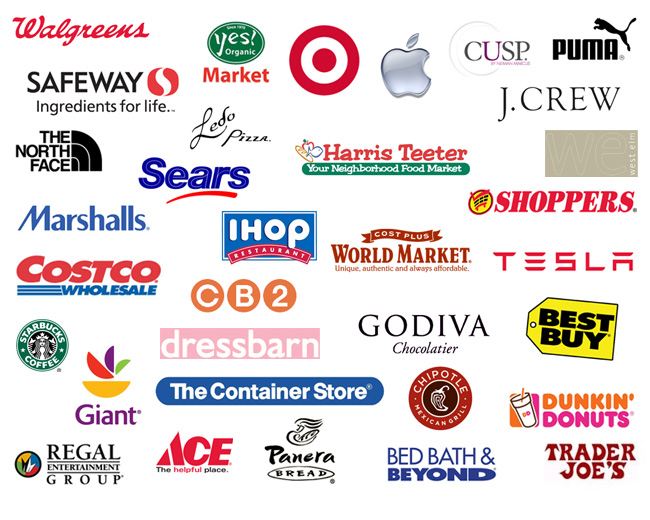 Walgreens
since 1978
yes!
Organic
Market
CUSP.
BY NEIMAN MARCUS
PUMA®
SAFEWAY
Ingredients for life.™
J.CREW
THE
NORTH
FACE
Ledo
Pizza
Harris Teeter
Your Neighborhood Food Market
we
west elm
Sears
SHOPPERS®
Marshalls®
IHOP
RESTAURANT
COST PLUS
WORLD MARKET®
Unique, authentic and always affordable.
TESLA
COSTCO
WHOLESALE
CB2
STARBUCKS
COFFEE
dressbarn
GODIVA
Chocolatier
BEST
BUY
Giant®
The Container Store®
CHIPOTLE
MEXICAN GRILL
DUNKIN'
DONUTS®
REGAL
ENTERTAINMENT
GROUP
ACE
The helpful place.
Panera
BREAD®
BED BATH &
BEYOND®
TRADER
JOE'S